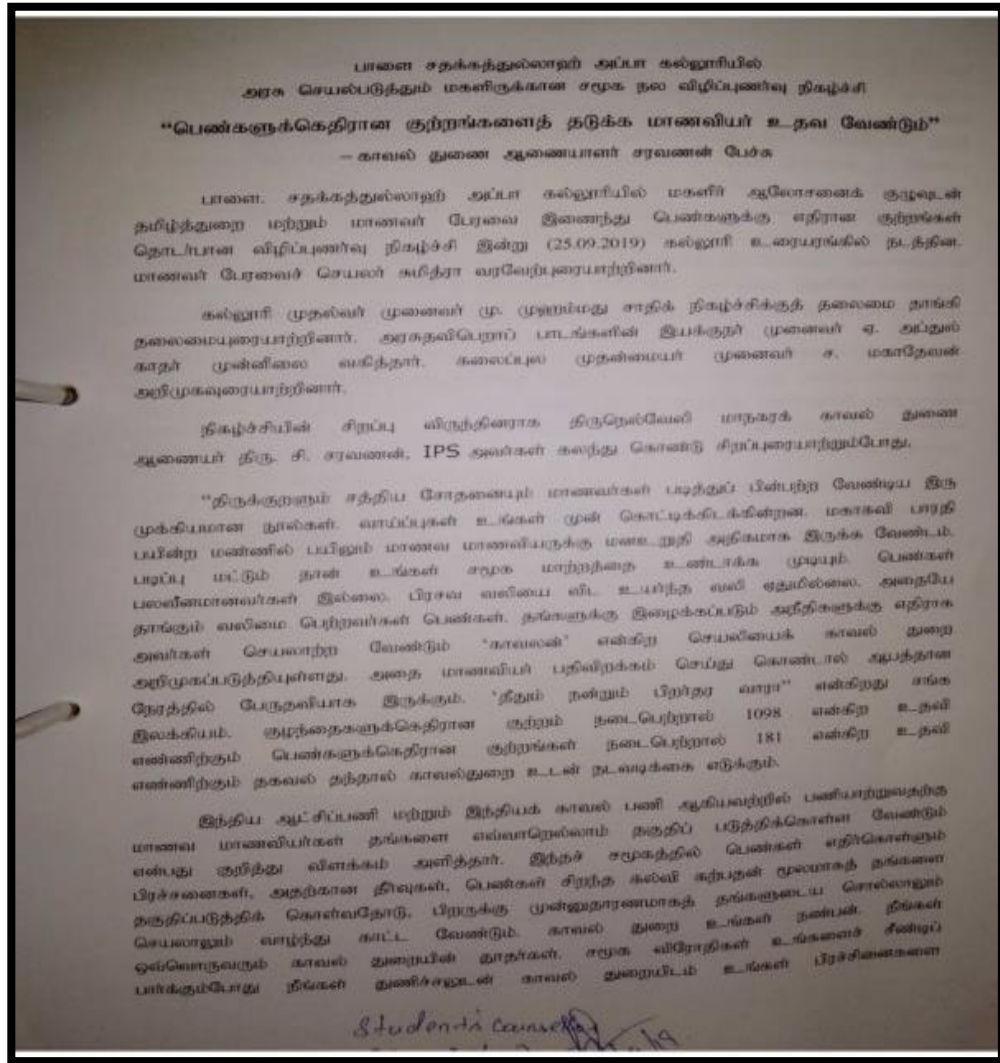 பாளை சதக்கத்துல்லாஹ் அப்பா கல்லூரியில்
அரசு செயல்படுத்தும் மகளிருக்கான சமூக நல விழிப்புணர்வு நிகழ்ச்சி
“பெண்களுக்கெதிரான குற்றங்களைத் தடுக்க மாணவியர் உதவ வேண்டும்”
– காவல் துணை ஆணையாளர் சரவணன் பேச்சு
பாளை. சதக்கத்துல்லாஹ் அப்பா கல்லூரியில் மகளிர் ஆலோசனைக் குழுவுடன்
தமிழ்த்துறை மற்றும் மாணவர் பேரவை இணைந்து பெண்களுக்கு எதிரான குற்றங்கள்
தொடர்பான விழிப்புணர்வு நிகழ்ச்சி இன்று (25.09.2019) கல்லூரி உரையரங்கில் நடத்தின.
மாணவர் பேரவைச் செயலர் சுமித்ரா வரவேற்புரையாற்றினார்.
கல்லூரி முதல்வர் முனைவர் மு. முஹம்மது சாதிக் நிகழ்ச்சிக்குத் தலைமை தாங்கி
தலைமையுரையாற்றினார். அரசுதவிபெறாப் பாடங்களின் இயக்குநர் முனைவர் ஏ. அப்துல்
காதர் முன்னிலை வகித்தார். கலைப்புல முதன்மையர் முனைவர் ச. மகாதேவன்
அறிமுகவுரையாற்றினார்.
நிகழ்ச்சியின் சிறப்பு விருந்தினராக திருநெல்வேலி மாநகரக் காவல் துணை
ஆணையர் திரு. சி. சரவணன், IPS அவர்கள் கலந்து கொண்டு சிறப்புரையாற்றும்போது,
“திருக்குறளும் சத்திய சோதனையும் மாணவர்கள் படித்துப் பின்பற்ற வேண்டிய இரு
முக்கியமான நூல்கள். வாய்ப்புகள் உங்கள் முன் கொட்டிக்கிடக்கின்றன. மகாகவி பாரதி
பயின்ற மண்ணில் பயிலும் மாணவ மாணவியருக்கு மனஉறுதி அதிகமாக இருக்க வேண்டம்.
படிப்பு மட்டும் தான் உங்கள் சமூக மாற்றத்தை உண்டாக்க முடியும். பெண்கள்
பலவீனமானவர்கள் இல்லை. பிரசவ வலியை விட உயர்ந்த வலி ஏதுமில்லை. அதையே
தாங்கும் வலிமை பெற்றவர்கள் பெண்கள். தங்களுக்கு இழைக்கப்படும் அநீதிகளுக்கு எதிராக
அவர்கள் செயலாற்ற வேண்டும் “காவலன்” என்கிற செயலியைக் காவல் துறை
அறிமுகப்படுத்தியுள்ளது. அதை மாணவியர் பதிவிறக்கம் செய்து கொண்டால் ஆபத்தான
நேரத்தில் பேருதவியாக இருக்கும். “தீதும் நன்றும் பிறர்தர வாரா” என்கிறது சங்க
இலக்கியம். குழந்தைகளுக்கெதிரான குற்றம் நடைபெற்றால் 1098 என்கிற உதவி
எண்ணிற்கும் பெண்களுக்கெதிரான குற்றங்கள் நடைபெற்றால் 181 என்கிற உதவி
எண்ணிற்கும் தகவல் தந்தால் காவல்துறை உடன் நடவடிக்கை எடுக்கும்.
இந்திய ஆட்சிப்பணி மற்றும் இந்தியக் காவல் பணி ஆகியவற்றில் பணியாற்றுவதற்கு
மாணவ மாணவியர்கள் தங்களை எவ்வாறெல்லாம் தகுதிப் படுத்திக்கொள்ள வேண்டும்
என்பது குறித்து விளக்கம் அளித்தார். இந்தச் சமூகத்தில் பெண்கள் எதிர்கொள்ளும்
பிரச்சனைகள், அதற்கான தீர்வுகள், பெண்கள் சிறந்த கல்வி கற்பதன் மூலமாகத் தங்களை
தகுதிப்படுத்திக் கொள்வதோடு, பிறருக்கு முன்னுதாரணமாகத் தங்களுடைய சொல்லாலும்
செயலாலும் வாழ்ந்து காட்ட வேண்டும். காவல் துறை உங்கள் நண்பன். நீங்கள்
ஒவ்வொருவரும் காவல் துறையின் தூதர்கள். சமூக விரோதிகள் உங்களைச் சீண்டிப்
பார்க்கும்போது நீங்கள் துணிச்சலுடன் காவல் துறையிடம் உங்கள் பிரச்சினைகளை
Student's Counsellor